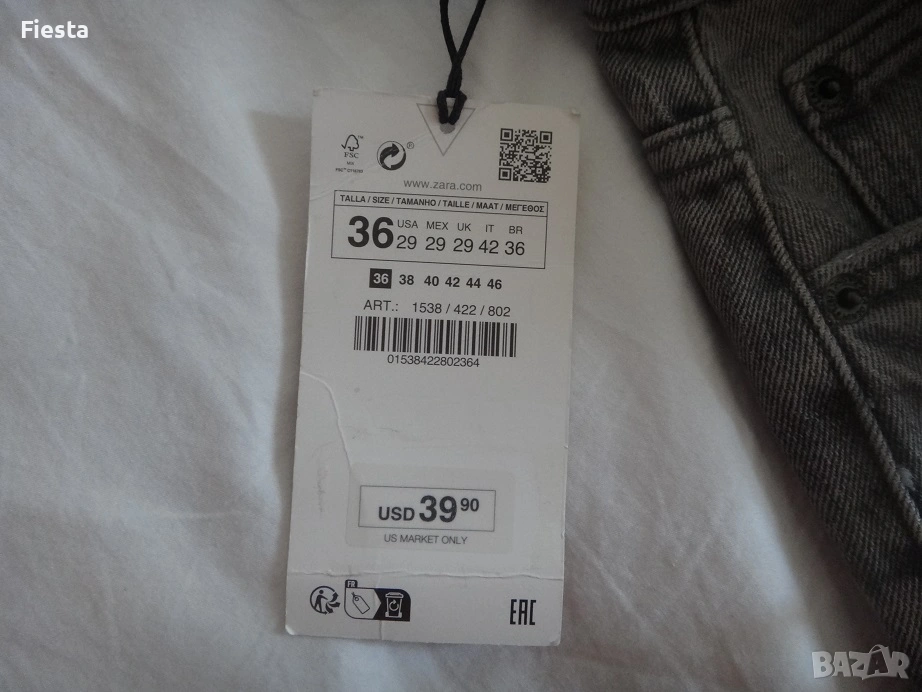 Fiesta
FSC
www.zara.com
TALLA / SIZE / TAMANHO / TAILLE / MAAT / ΜΕΓΕΘΟΣ
36 USA 29 MEX 29 UK 29 IT 42 BR 36
36 38 40 42 44 46
ART.: 1538 / 422 / 802
01538422802364
USD 39 90
US MARKET ONLY
FR
EAC
BAZAR